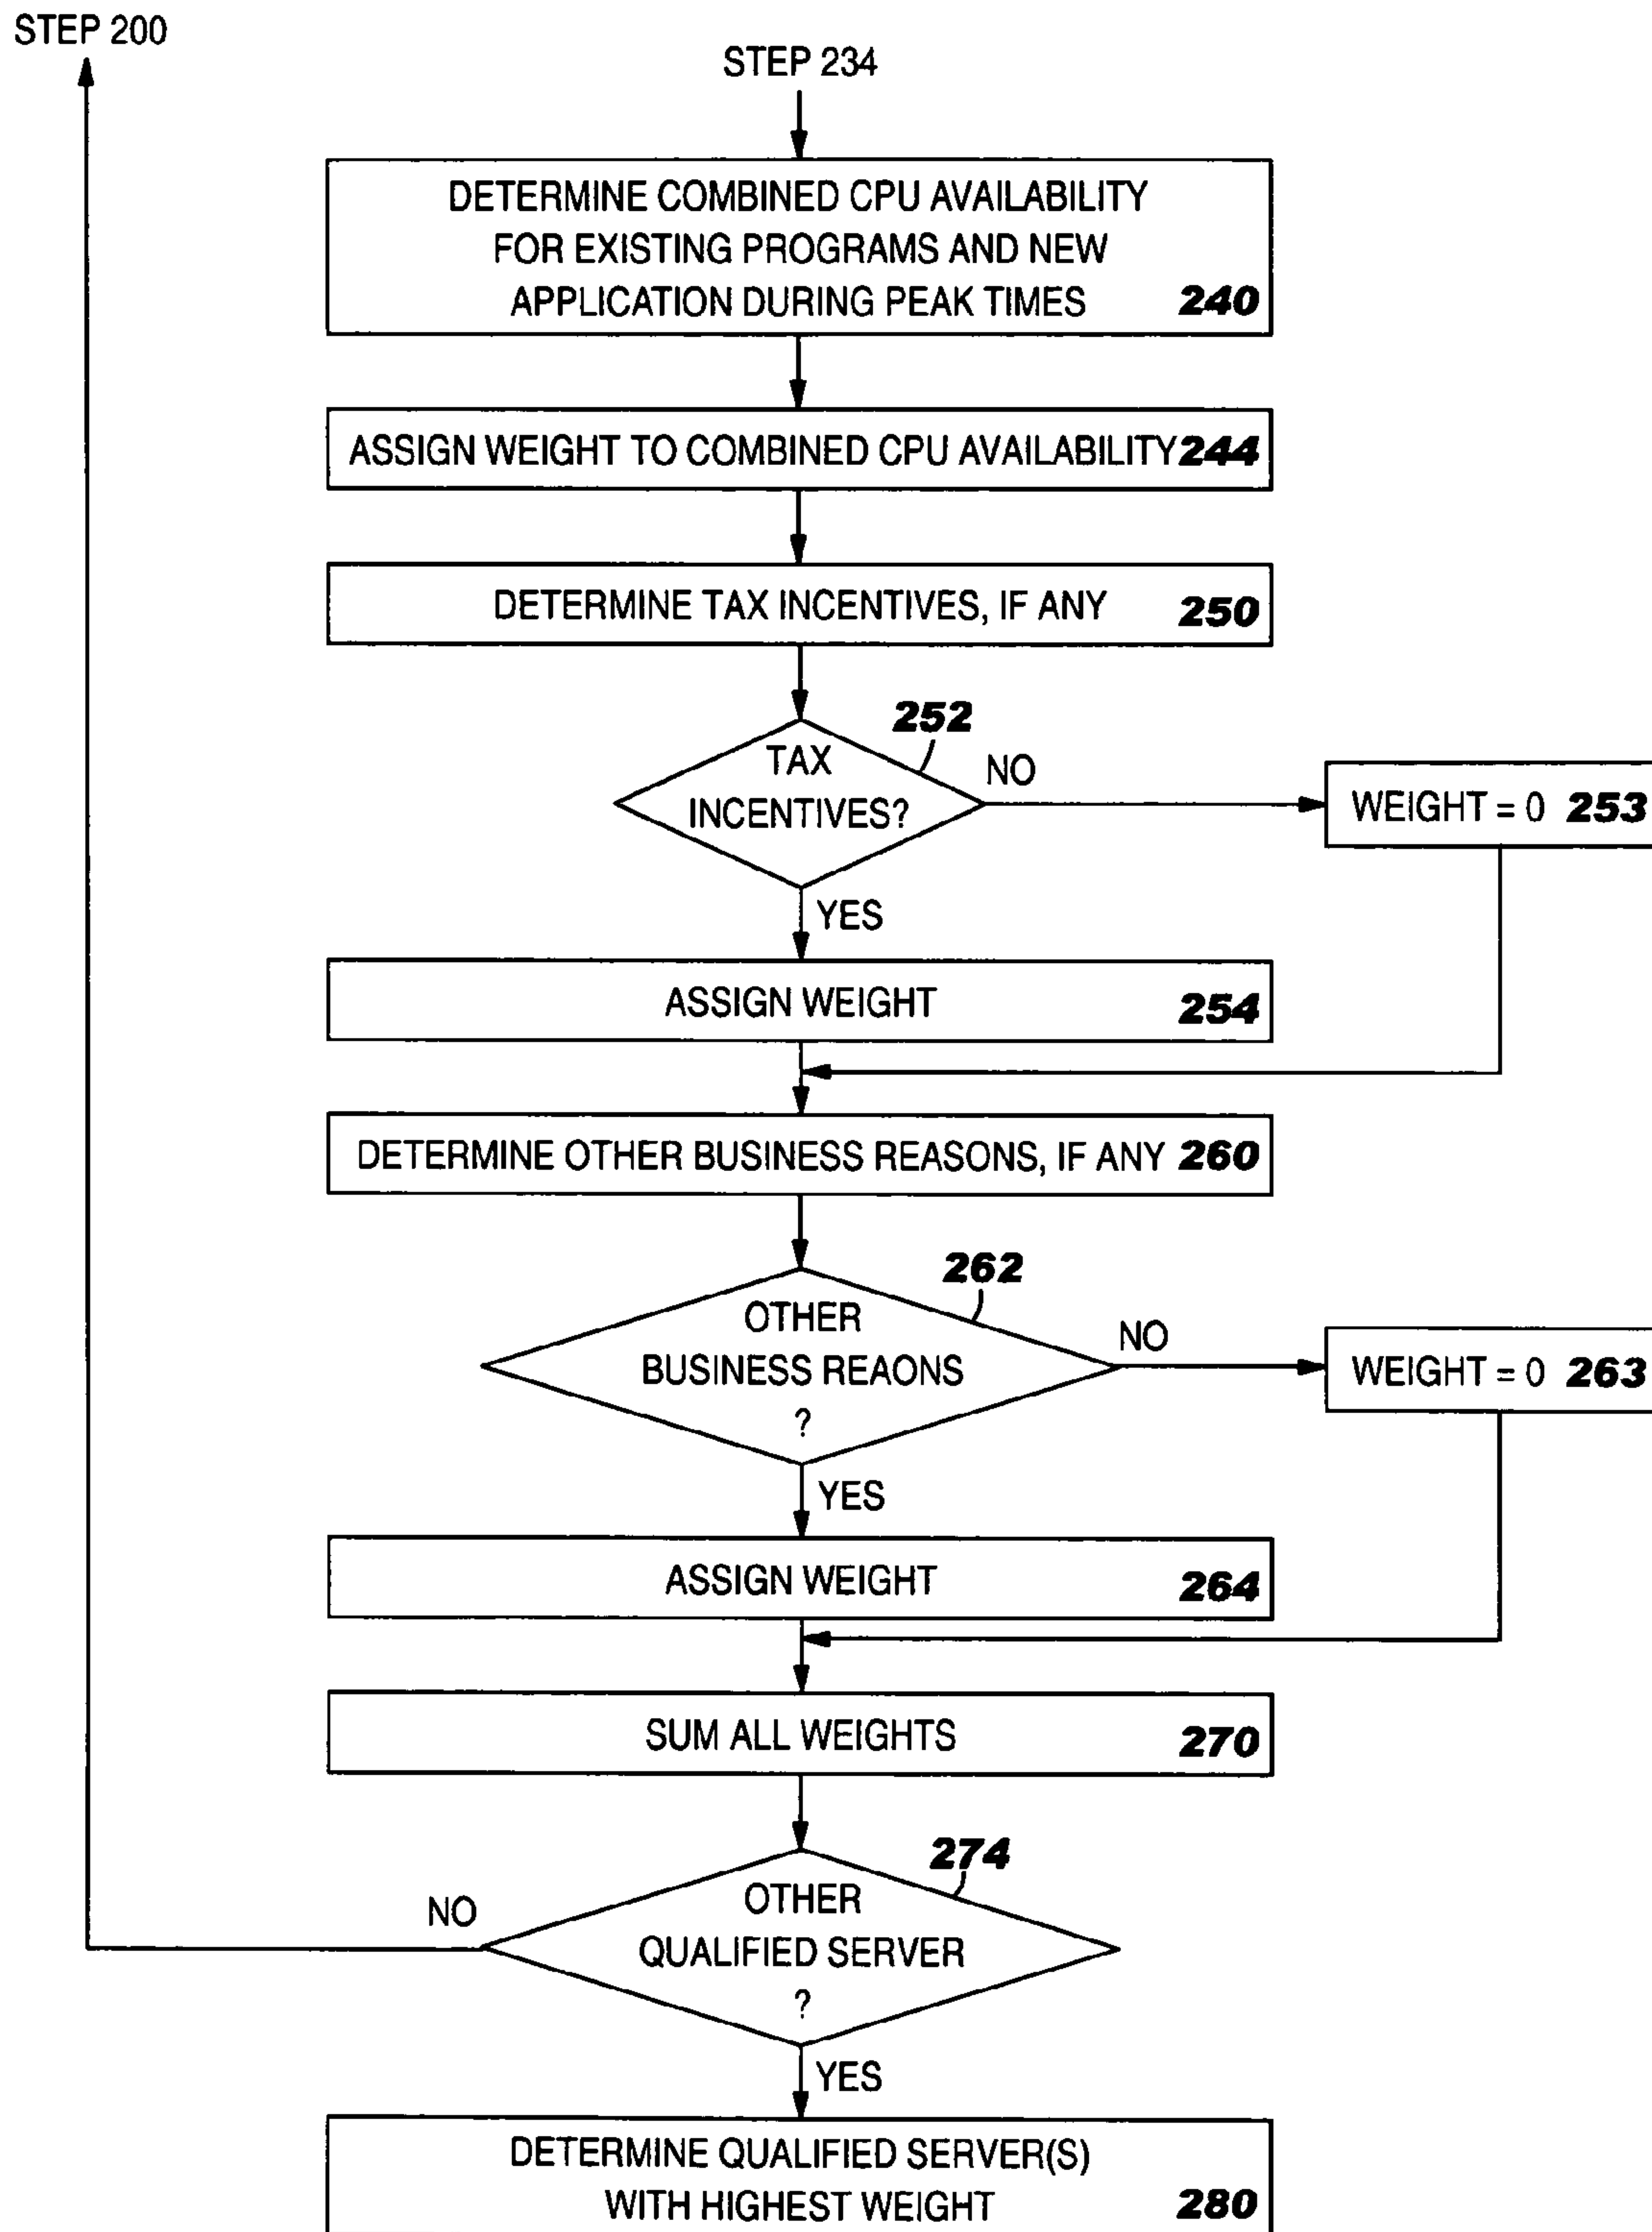 STEP 200
STEP 234
DETERMINE COMBINED CPU AVAILABILITY
FOR EXISTING PROGRAMS AND NEW
APPLICATION DURING PEAK TIMES 240
ASSIGN WEIGHT TO COMBINED CPU AVAILABILITY 244
DETERMINE TAX INCENTIVES, IF ANY 250
252
TAX
INCENTIVES?
NO
WEIGHT = 0 253
YES
ASSIGN WEIGHT 254
DETERMINE OTHER BUSINESS REASONS, IF ANY 260
262
OTHER
BUSINESS REAONS
?
NO
WEIGHT = 0 263
YES
ASSIGN WEIGHT 264
SUM ALL WEIGHTS 270
274
OTHER
QUALIFIED SERVER
?
NO
YES
DETERMINE QUALIFIED SERVER(S)
WITH HIGHEST WEIGHT 280